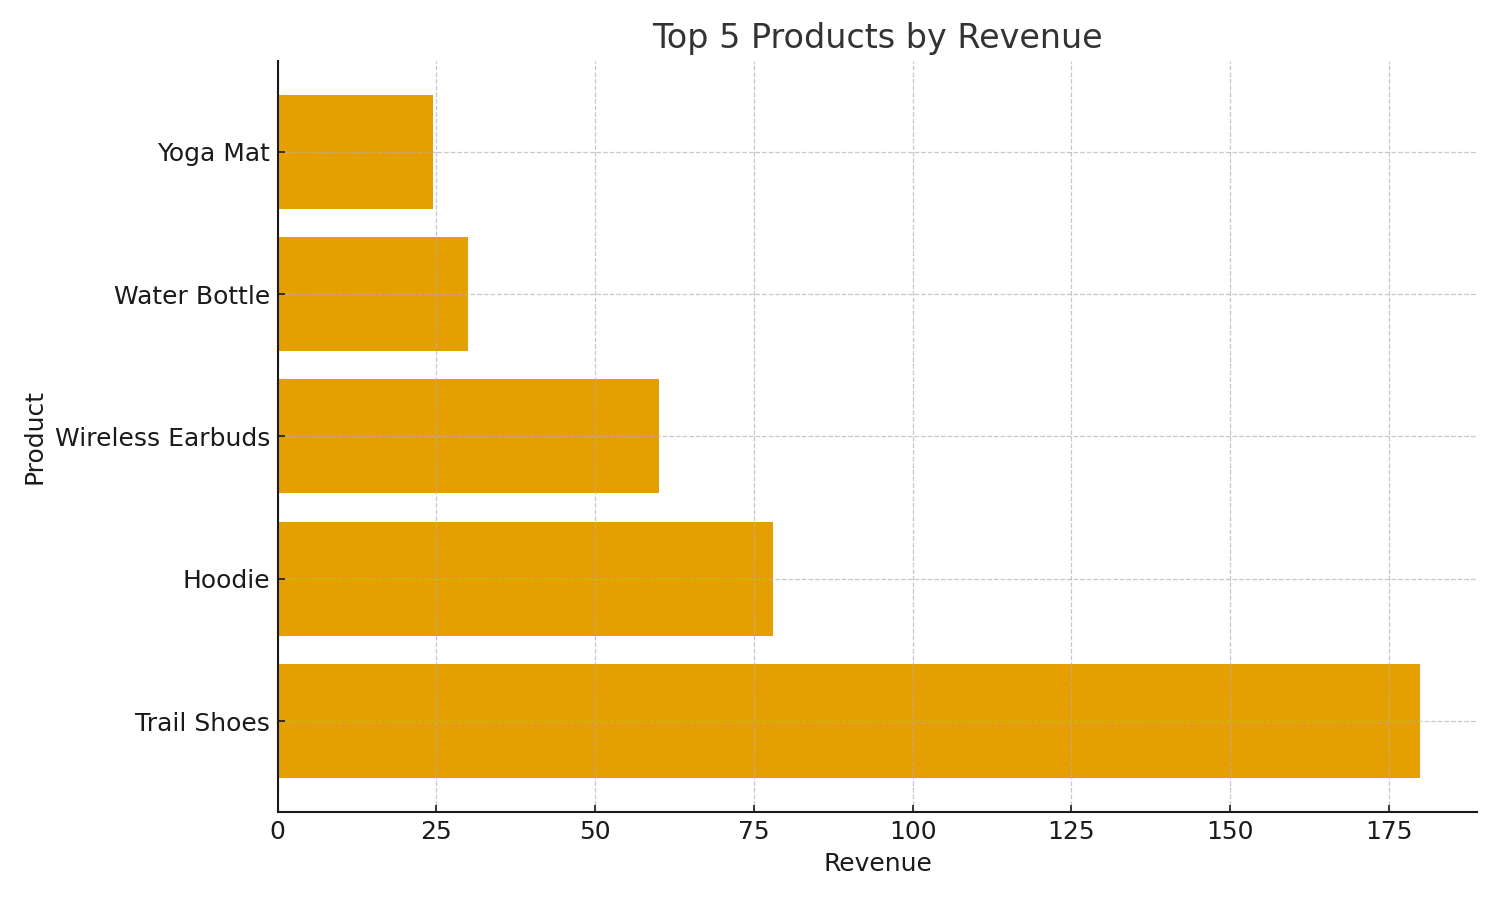 Top 5 Products by Revenue
Yoga Mat
Water Bottle
Wireless Earbuds
Hoodie
Trail Shoes
Product
0 25 50 75 100 125 150 175
Revenue